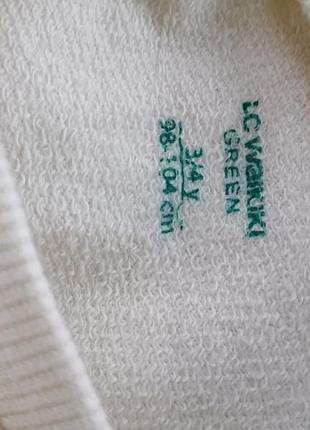 LC WAIKIKI
GREEN
3/4 Y
98-104 cm